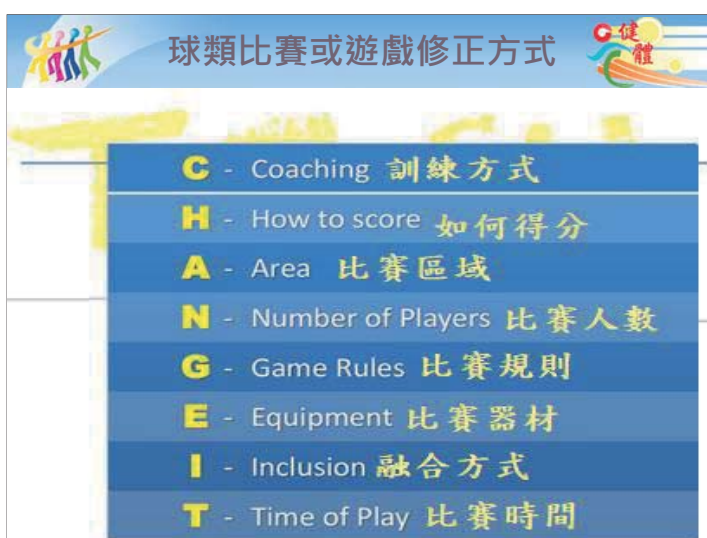 球類比賽或遊戲修正方式
健
體
C - Coaching 訓練方式
H - How to score 如何得分
A - Area 比賽區域
N - Number of Players 比賽人數
G - Game Rules 比賽規則
E - Equipment 比賽器材
I - Inclusion 融合方式
T - Time of Play 比賽時間